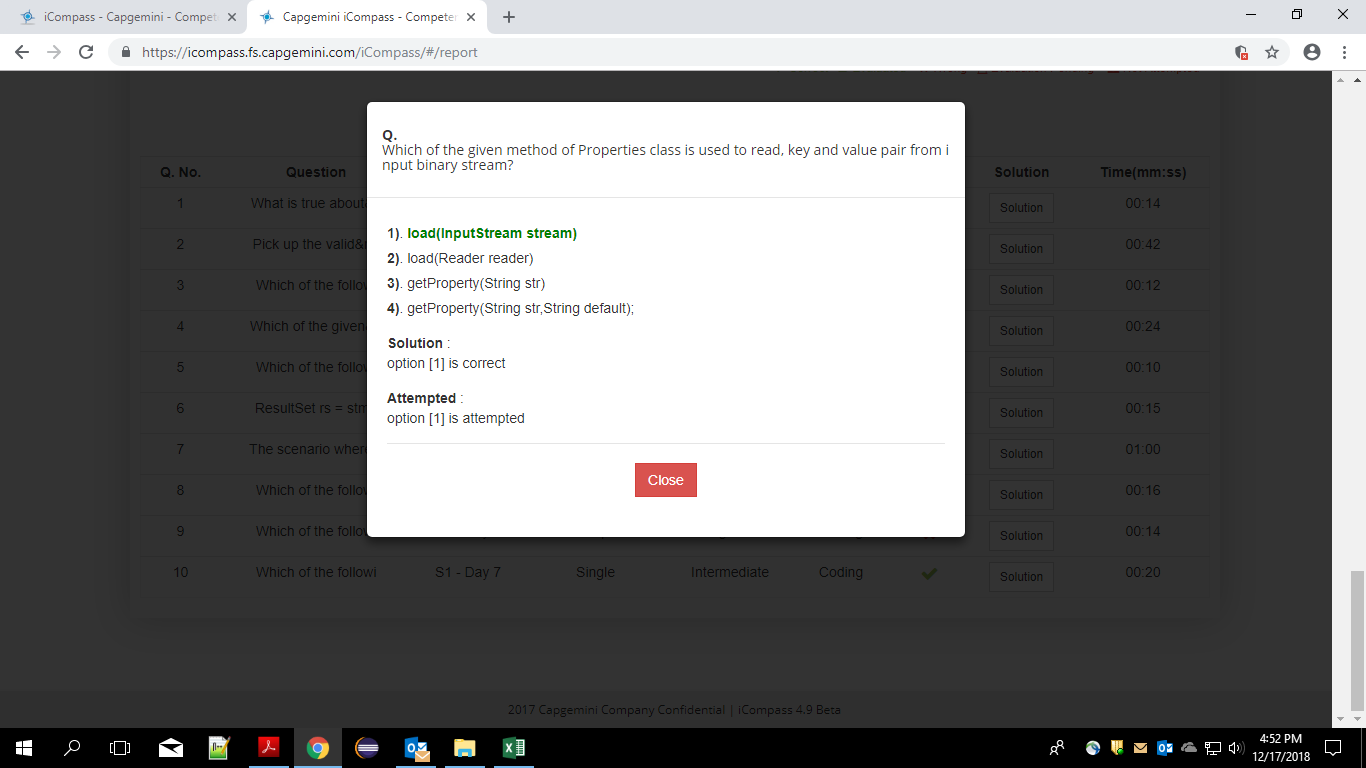 iCompass - Capgemini - Compet
Capgemini iCompass - Competen
https://icompass.fs.capgemini.com/iCompass/#/report
Q.
Which of the given method of Properties class is used to read, key and value pair from i
nput binary stream?
1). load(InputStream stream)
2). load(Reader reader)
3). getProperty(String str)
4). getProperty(String str,String default);
Solution :
option [1] is correct
Attempted :
option [1] is attempted
Close
Q. No. Question Solution Time(mm:ss)
1 What is true about Solution 00:14
2 Pick up the valid& Solution 00:42
3 Which of the follo Solution 00:12
4 Which of the given Solution 00:24
5 Which of the follo Solution 00:10
6 ResultSet rs = stm Solution 00:15
7 The scenario wher Solution 01:00
8 Which of the follo Solution 00:16
9 Which of the follo Solution 00:14
10 Which of the followi S1 - Day 7 Single Intermediate Coding Solution 00:20
2017 Capgemini Company Confidential | iCompass 4.9 Beta
4:52 PM
12/17/2018